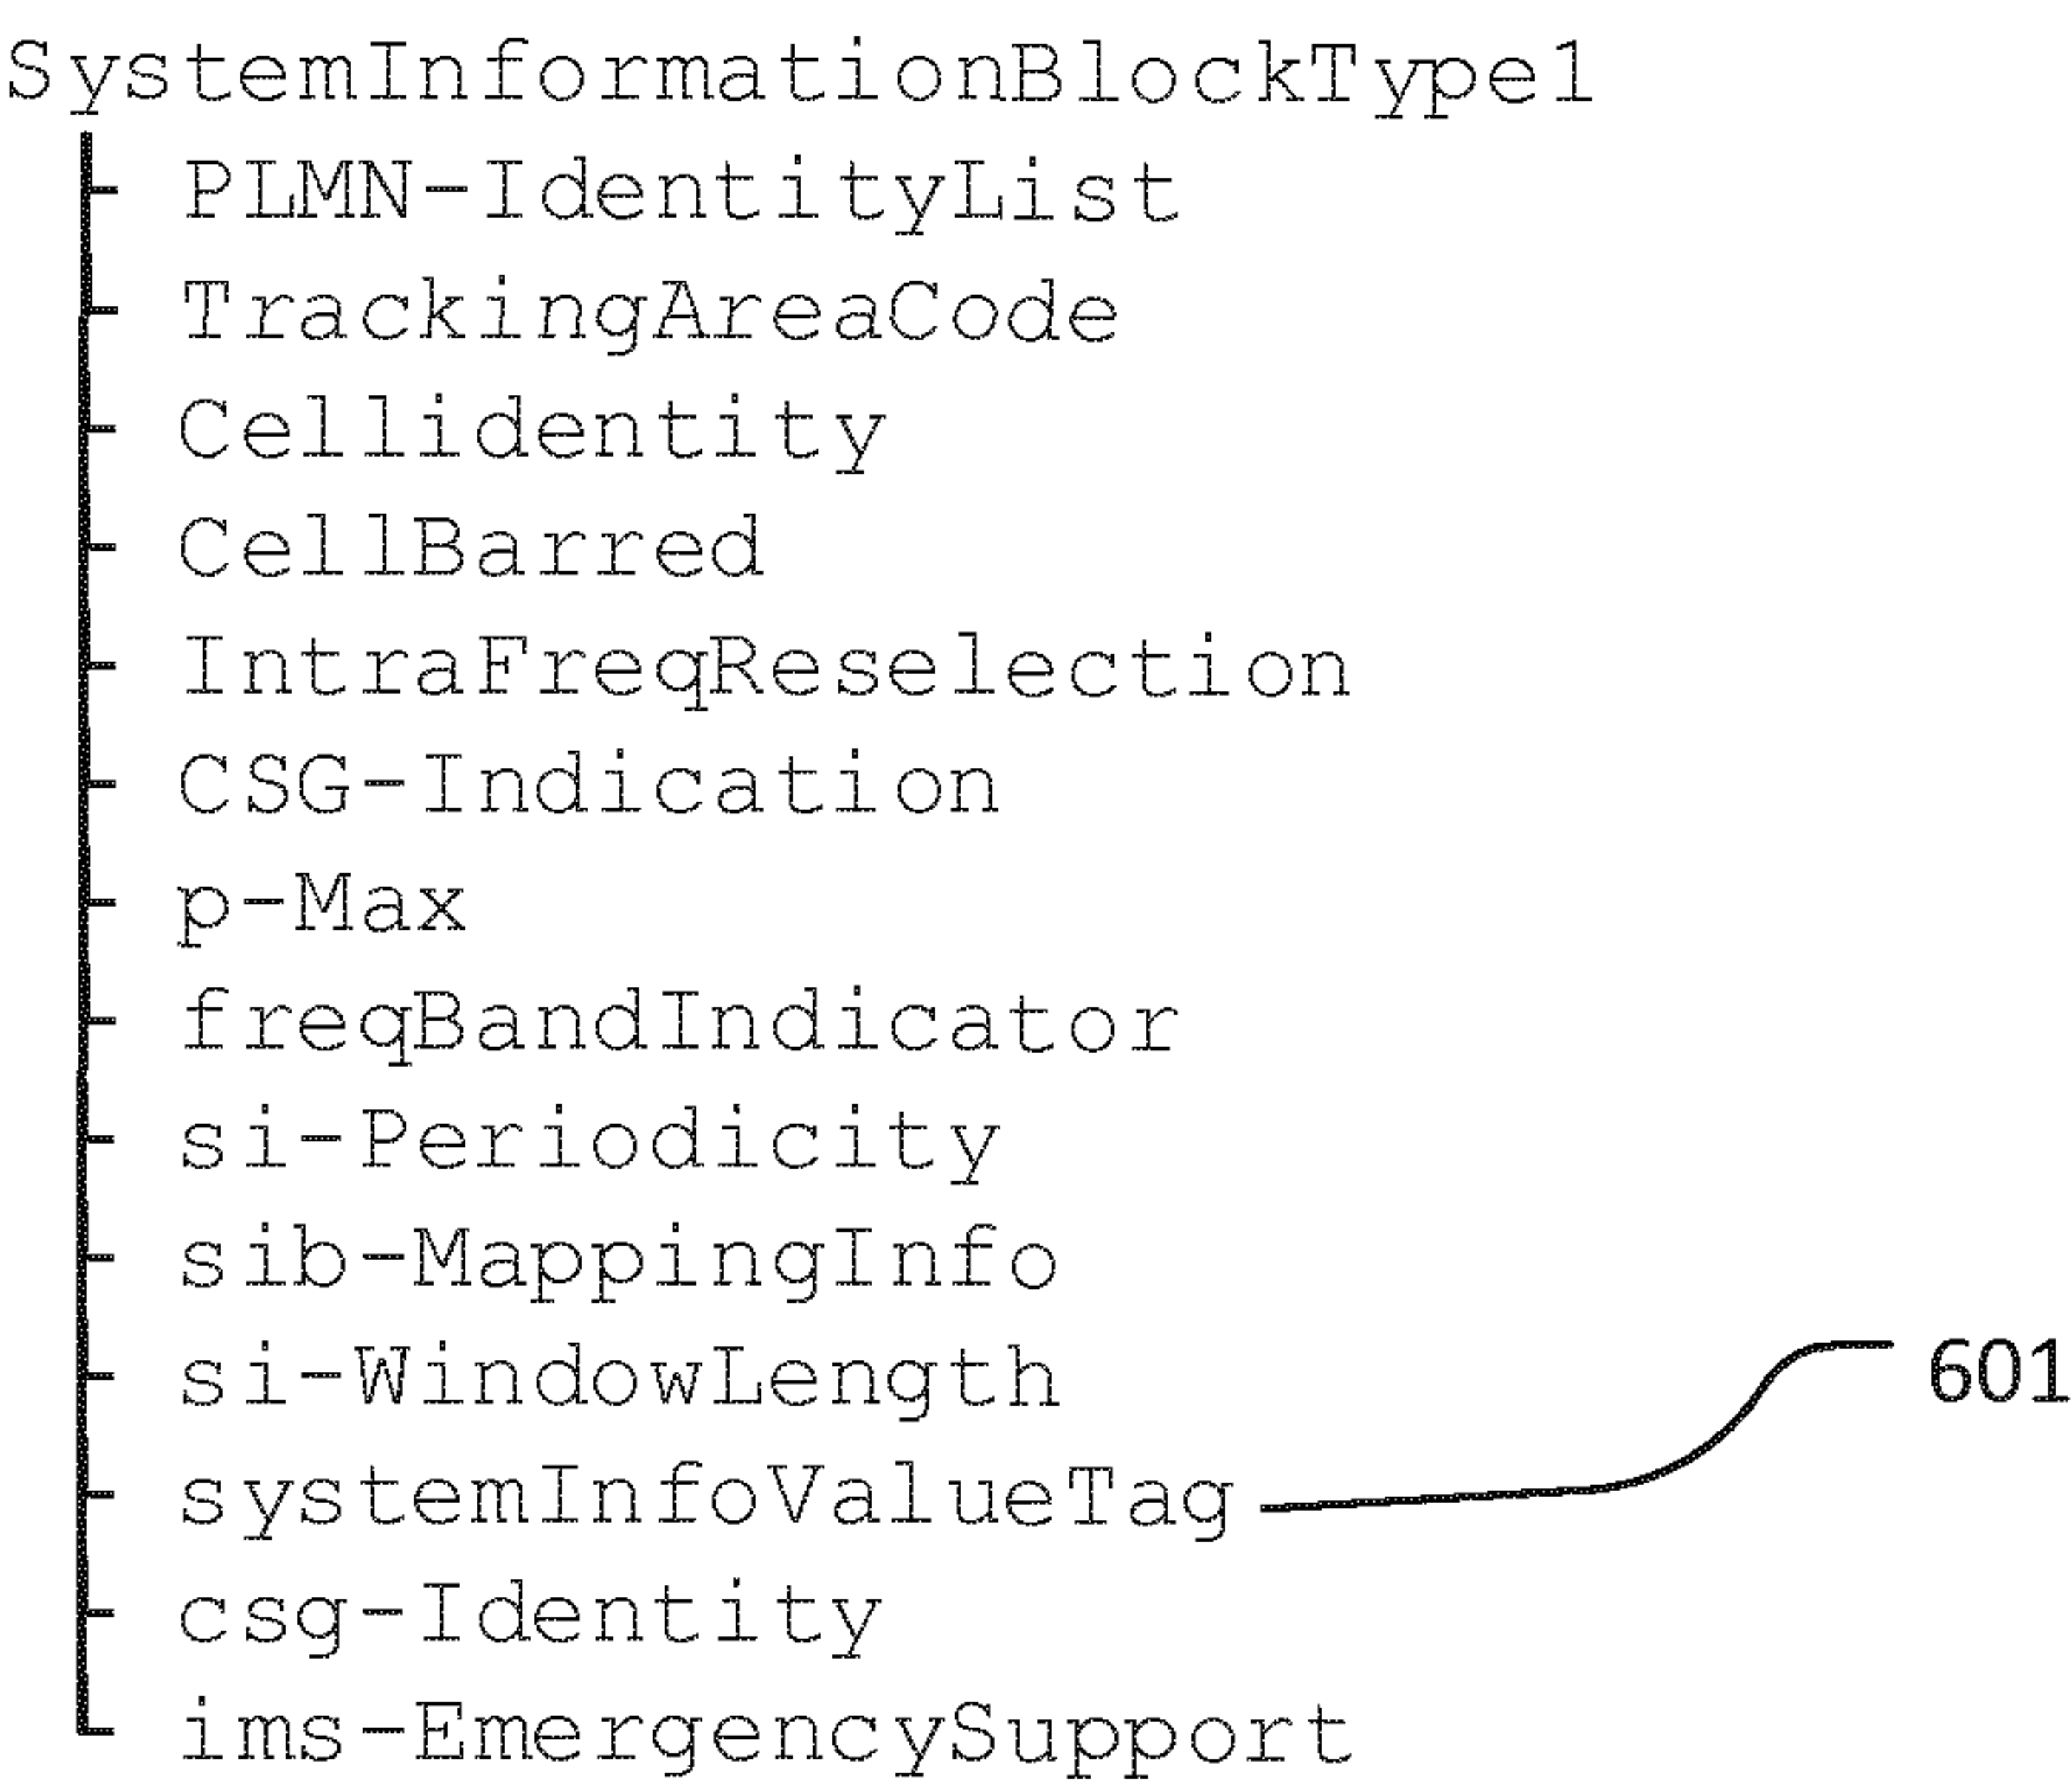 SystemInformationBlockType1
PLMN-IdentityList
TrackingAreaCode
Cellidentity
CellBarred
IntraFreqReselection
CSG-Indication
p-Max
freqBandIndicator
si-Periodicity
sib-MappingInfo
si-WindowLength
601
systemInfoValueTag
csg-Identity
ims-EmergencySupport